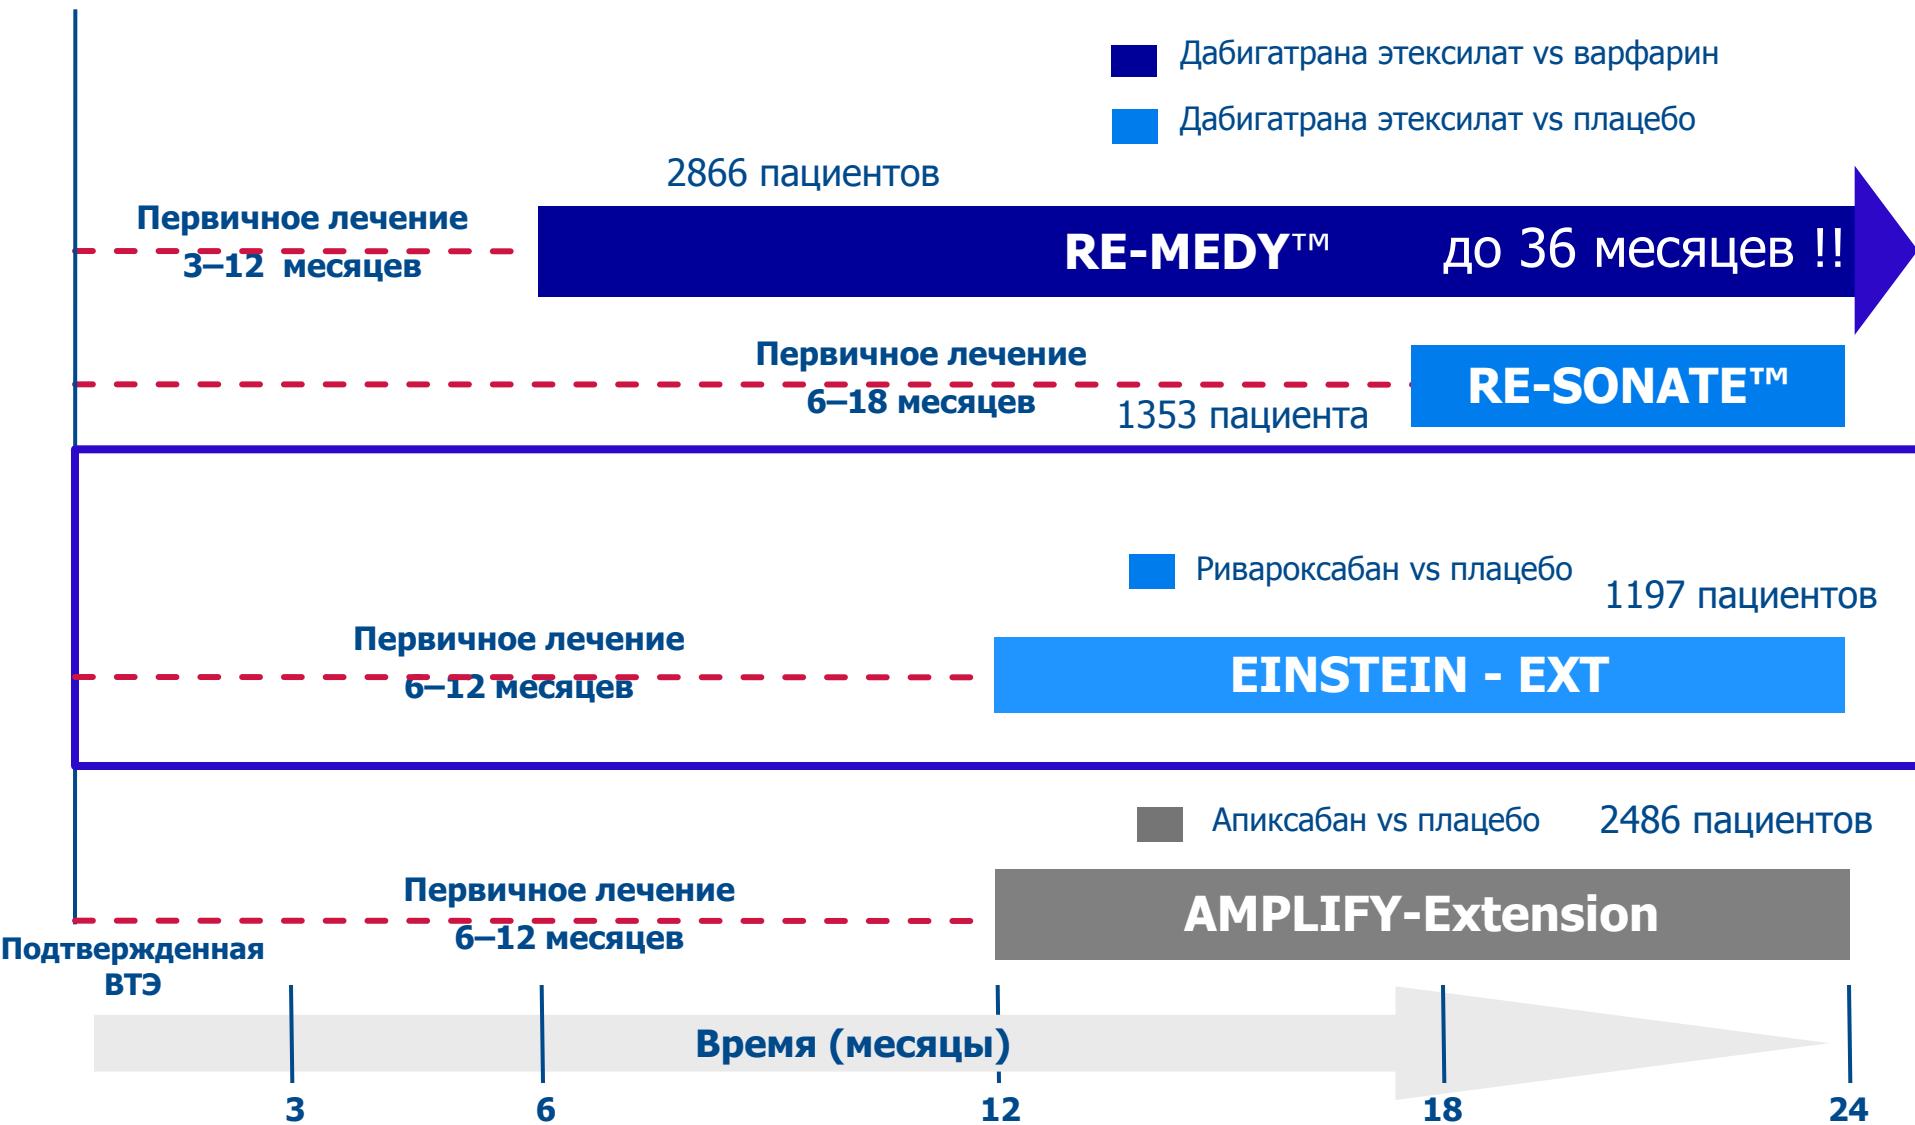 Дабигатрана этексилат vs варфарин
Дабигатрана этексилат vs плацебо
2866 пациентов
Первичное лечение
3–12 месяцев
RE-MEDY™ до 36 месяцев !!
Первичное лечение
6–18 месяцев
1353 пациента
RE-SONATE™
Ривароксабан vs плацебо
1197 пациентов
Первичное лечение
6–12 месяцев
EINSTEIN - EXT
Апиксабан vs плацебо
2486 пациентов
Первичное лечение
6–12 месяцев
AMPLIFY-Extension
Подтвержденная
ВТЭ
Время (месяцы)
3 6 12 18 24